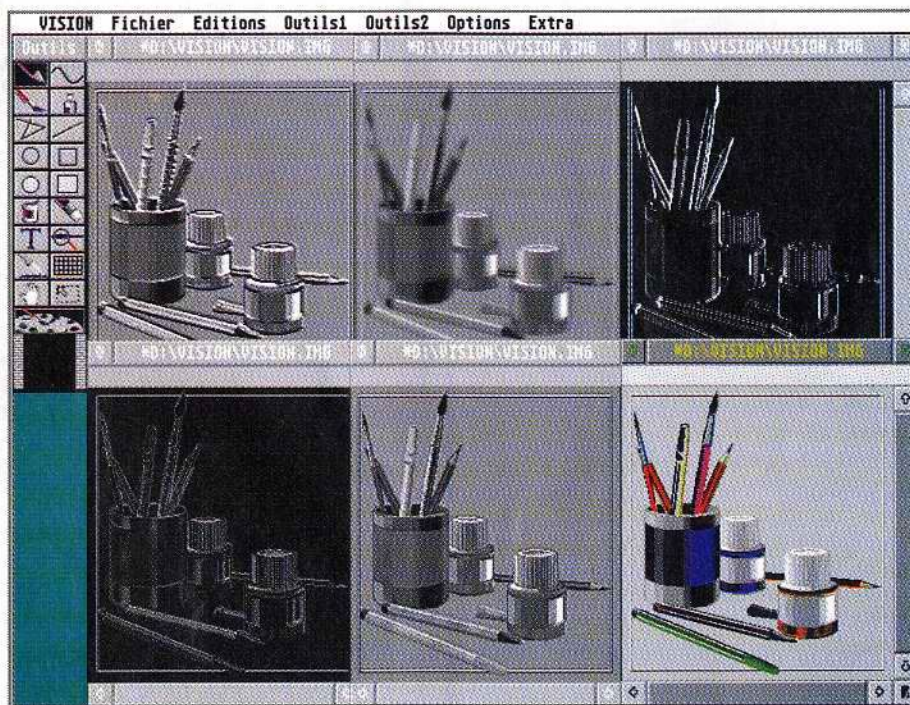 VISION Fichier Editions Outils1 Outils2 Options Extra
Outils *D:\VISION\VISION.IMG *D:\VISION\VISION.IMG *D:\VISION\VISION.IMG
T
*D:\VISION\VISION.IMG *D:\VISION\VISION.IMG *D:\VISION\VISION.IMG